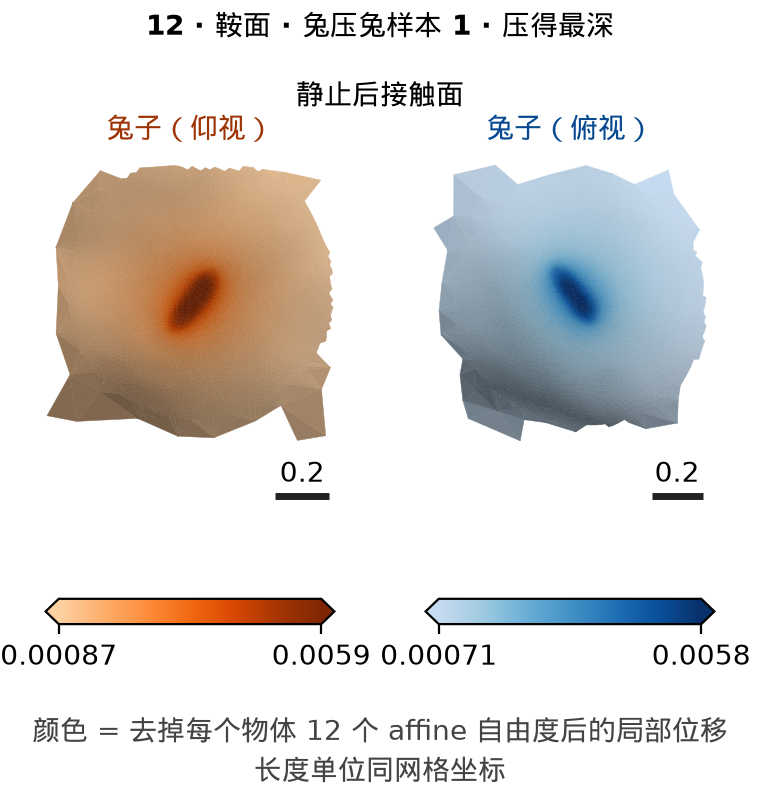 12 · 鞍面 · 兔压兔样本 1 · 压得最深
静止后接触面
兔子（仰视）
兔子（俯视）
0.2
0.2
0.00087
0.0059
0.00071
0.0058
颜色 = 去掉每个物体 12 个 affine 自由度后的局部位移
长度单位同网格坐标